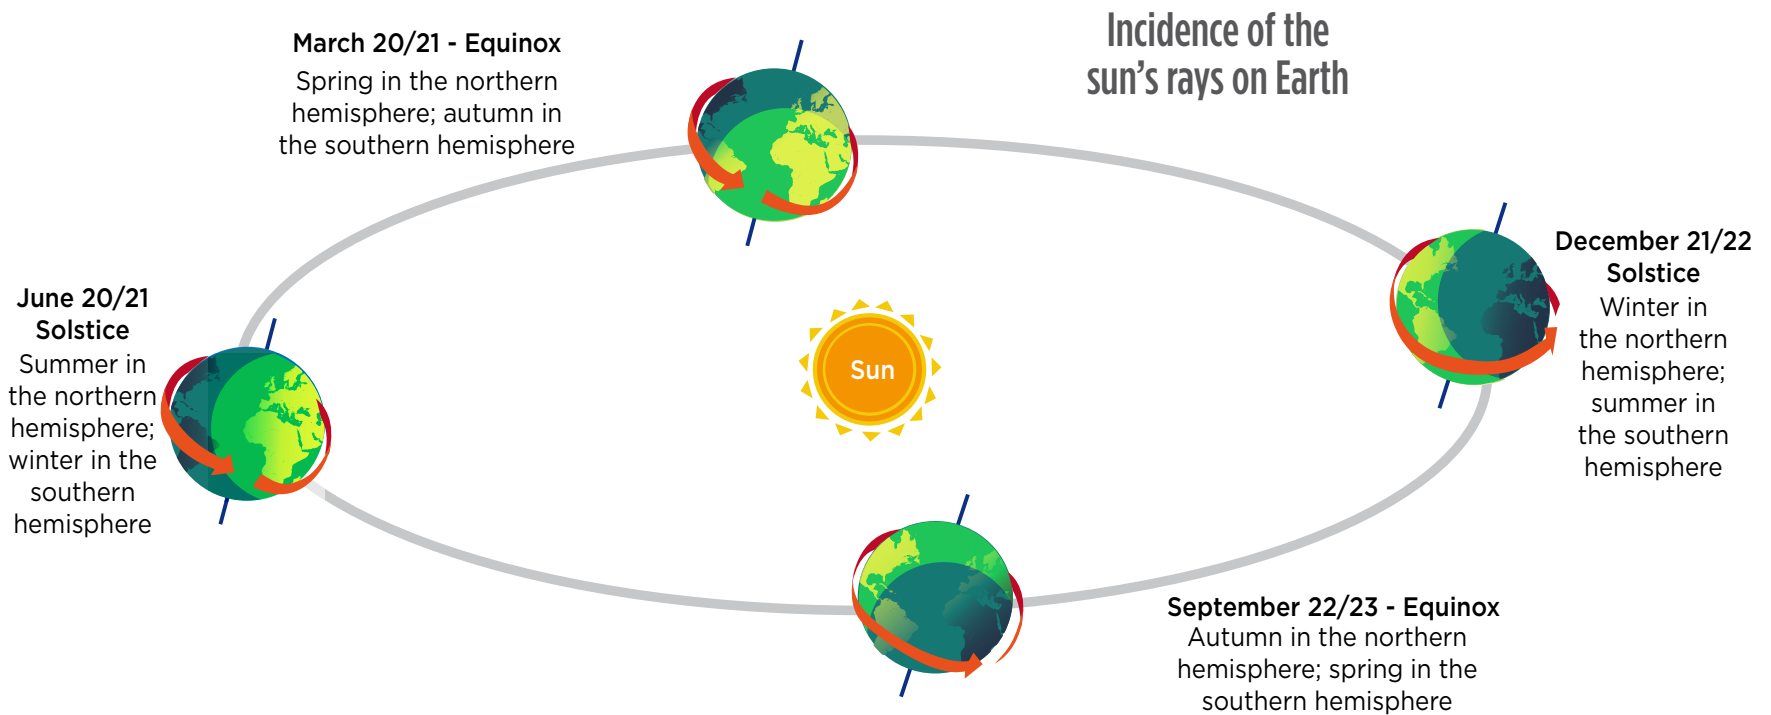 Incidence of the
sun's rays on Earth
March 20/21 - Equinox
Spring in the northern
hemisphere; autumn in
the southern hemisphere
December 21/22
Solstice
Winter in
the northern
hemisphere;
summer in
the southern
hemisphere
June 20/21
Solstice
Summer in
the northern
hemisphere;
winter in the
southern
hemisphere
Sun
September 22/23 - Equinox
Autumn in the northern
hemisphere; spring in the
southern hemisphere